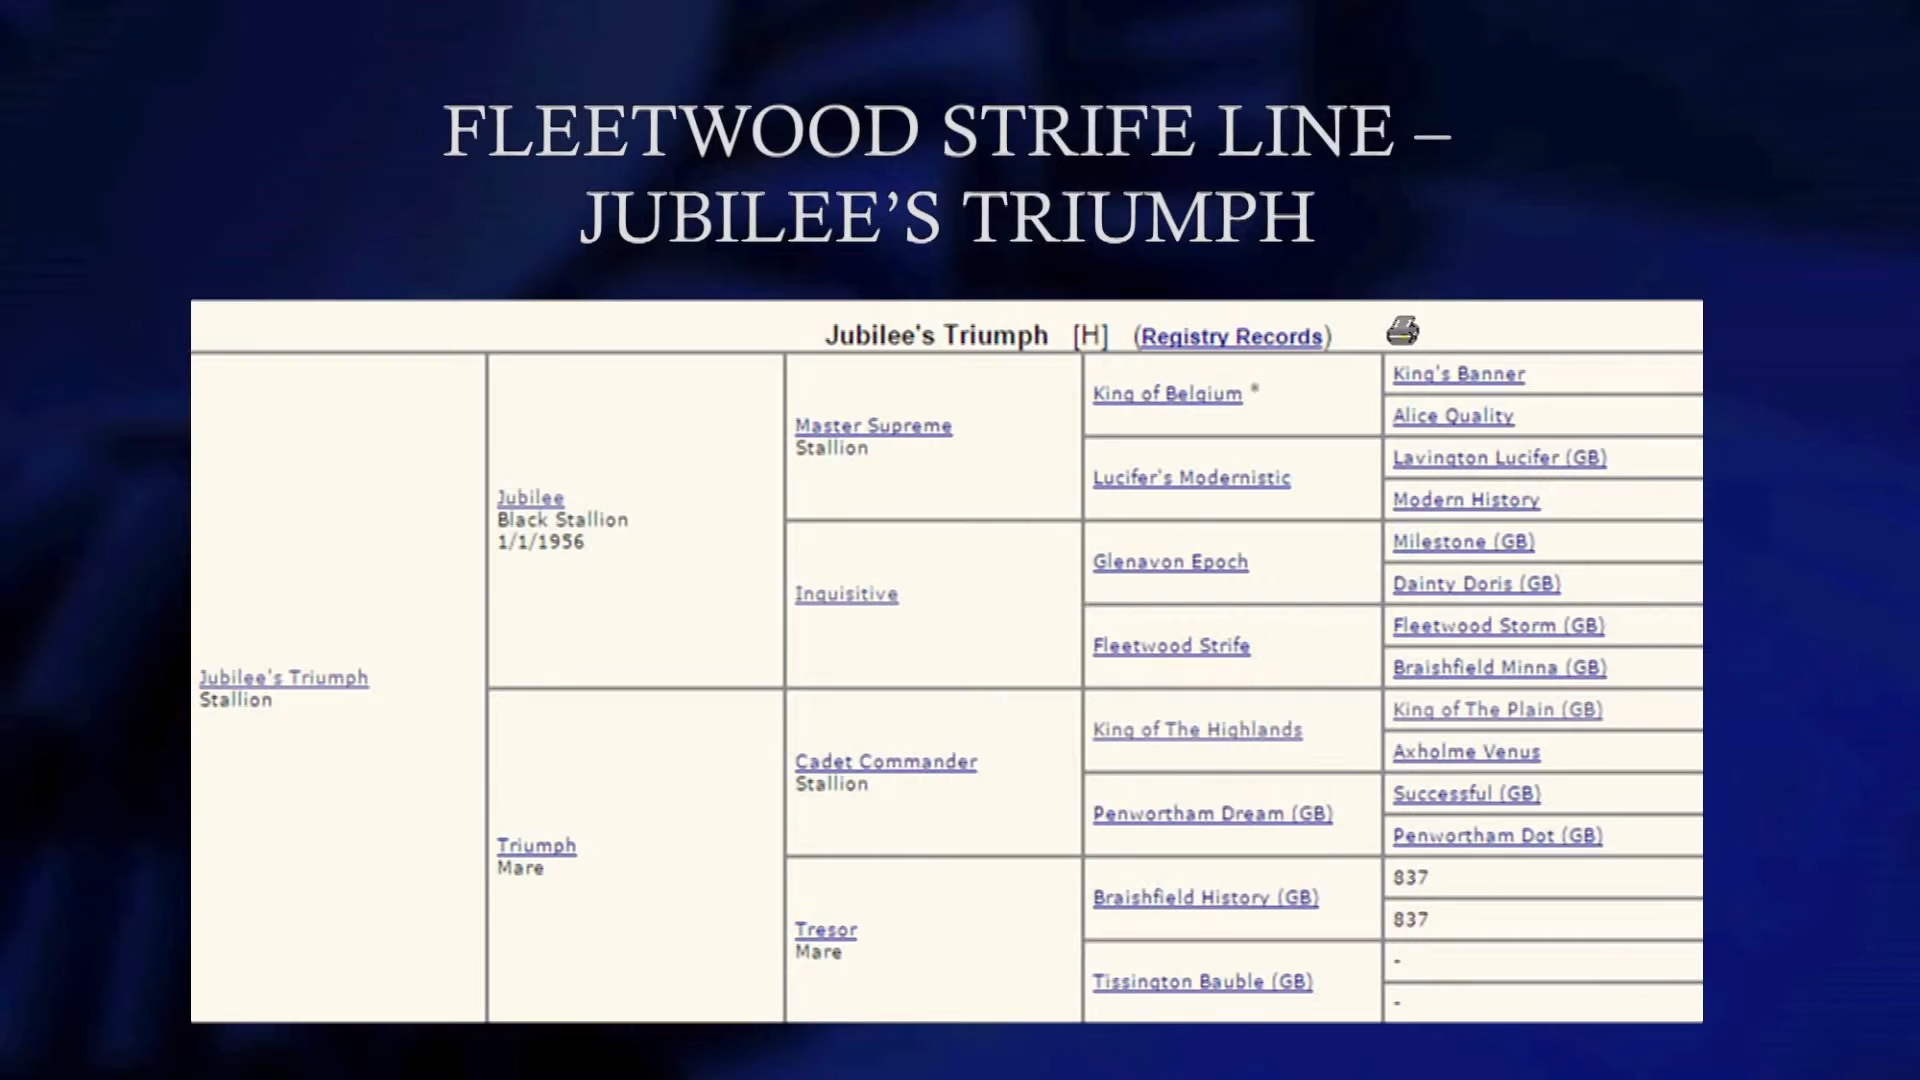 FLEETWOOD STRIFE LINE –
JUBILEE’S TRIUMPH
Jubilee's Triumph [H] (Registry Records)
Jubilee's Triumph
Stallion
Jubilee
Black Stallion
1/1/1956
Triumph
Mare
Master Supreme
Stallion
Inquisitive
Cadet Commander
Stallion
Tresor
Mare
King of Belgium *
Lucifer's Modernistic
Glenavon Epoch
Fleetwood Strife
King of The Highlands
Penwortham Dream (GB)
Braishfield History (GB)
Tissington Bauble (GB)
King's Banner
Alice Quality
Lavington Lucifer (GB)
Modern History
Milestone (GB)
Dainty Doris (GB)
Fleetwood Storm (GB)
Braishfield Minna (GB)
King of The Plain (GB)
Axholme Venus
Successful (GB)
Penwortham Dot (GB)
837
837
-
-